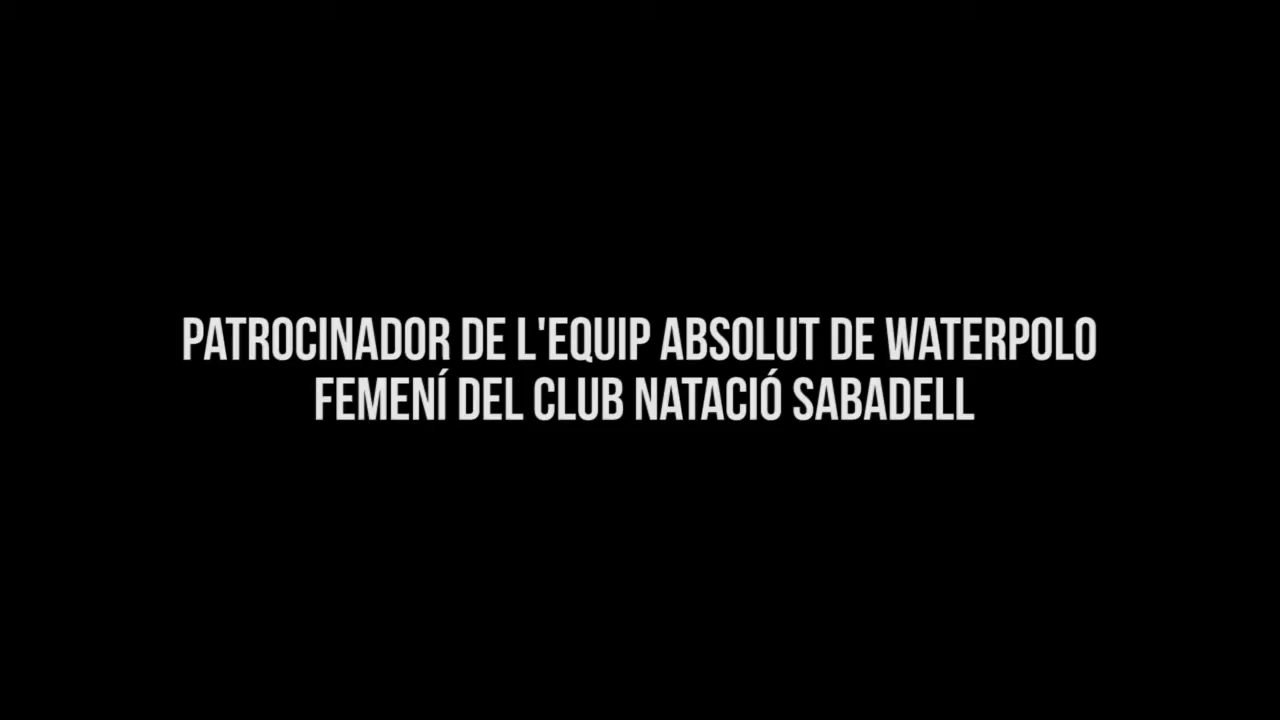 PATROCINADOR DE L'EQUIP ABSOLUT DE WATERPOLO
FEMENÍ DEL CLUB NATACIÓ SABADELL